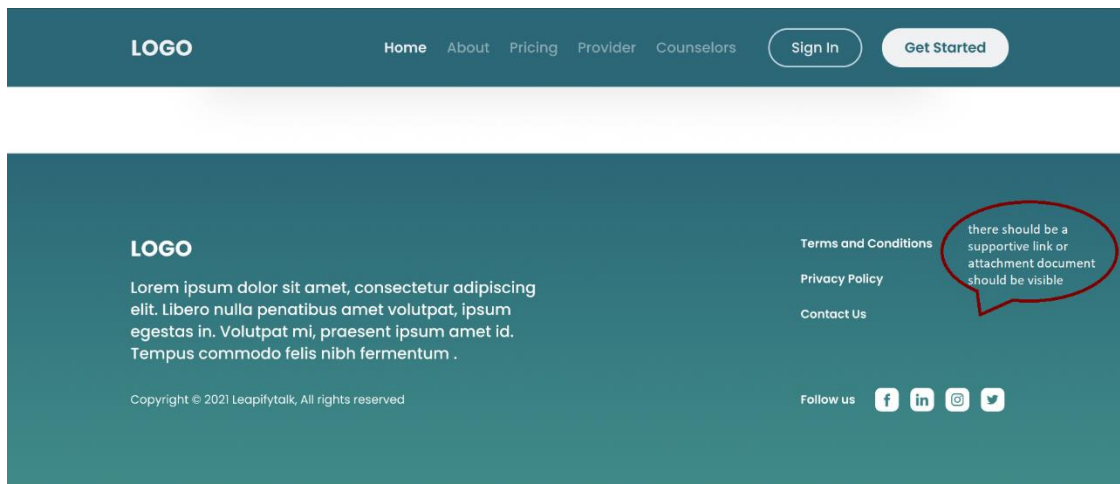 LOGO Home About Pricing Provider Counselors Sign In Get Started
LOGO
Lorem ipsum dolor sit amet, consectetur adipiscing
elit. Libero nulla penatibus amet volutpat, ipsum
egestas in. Volutpat mi, praesent ipsum amet id.
Tempus commodo felis nibh fermentum .
Copyright © 2021 Leapifytalk, All rights reserved
Terms and Conditions
Privacy Policy
Contact Us
there should be a
supportive link or
attachment document
should be visible
Follow us